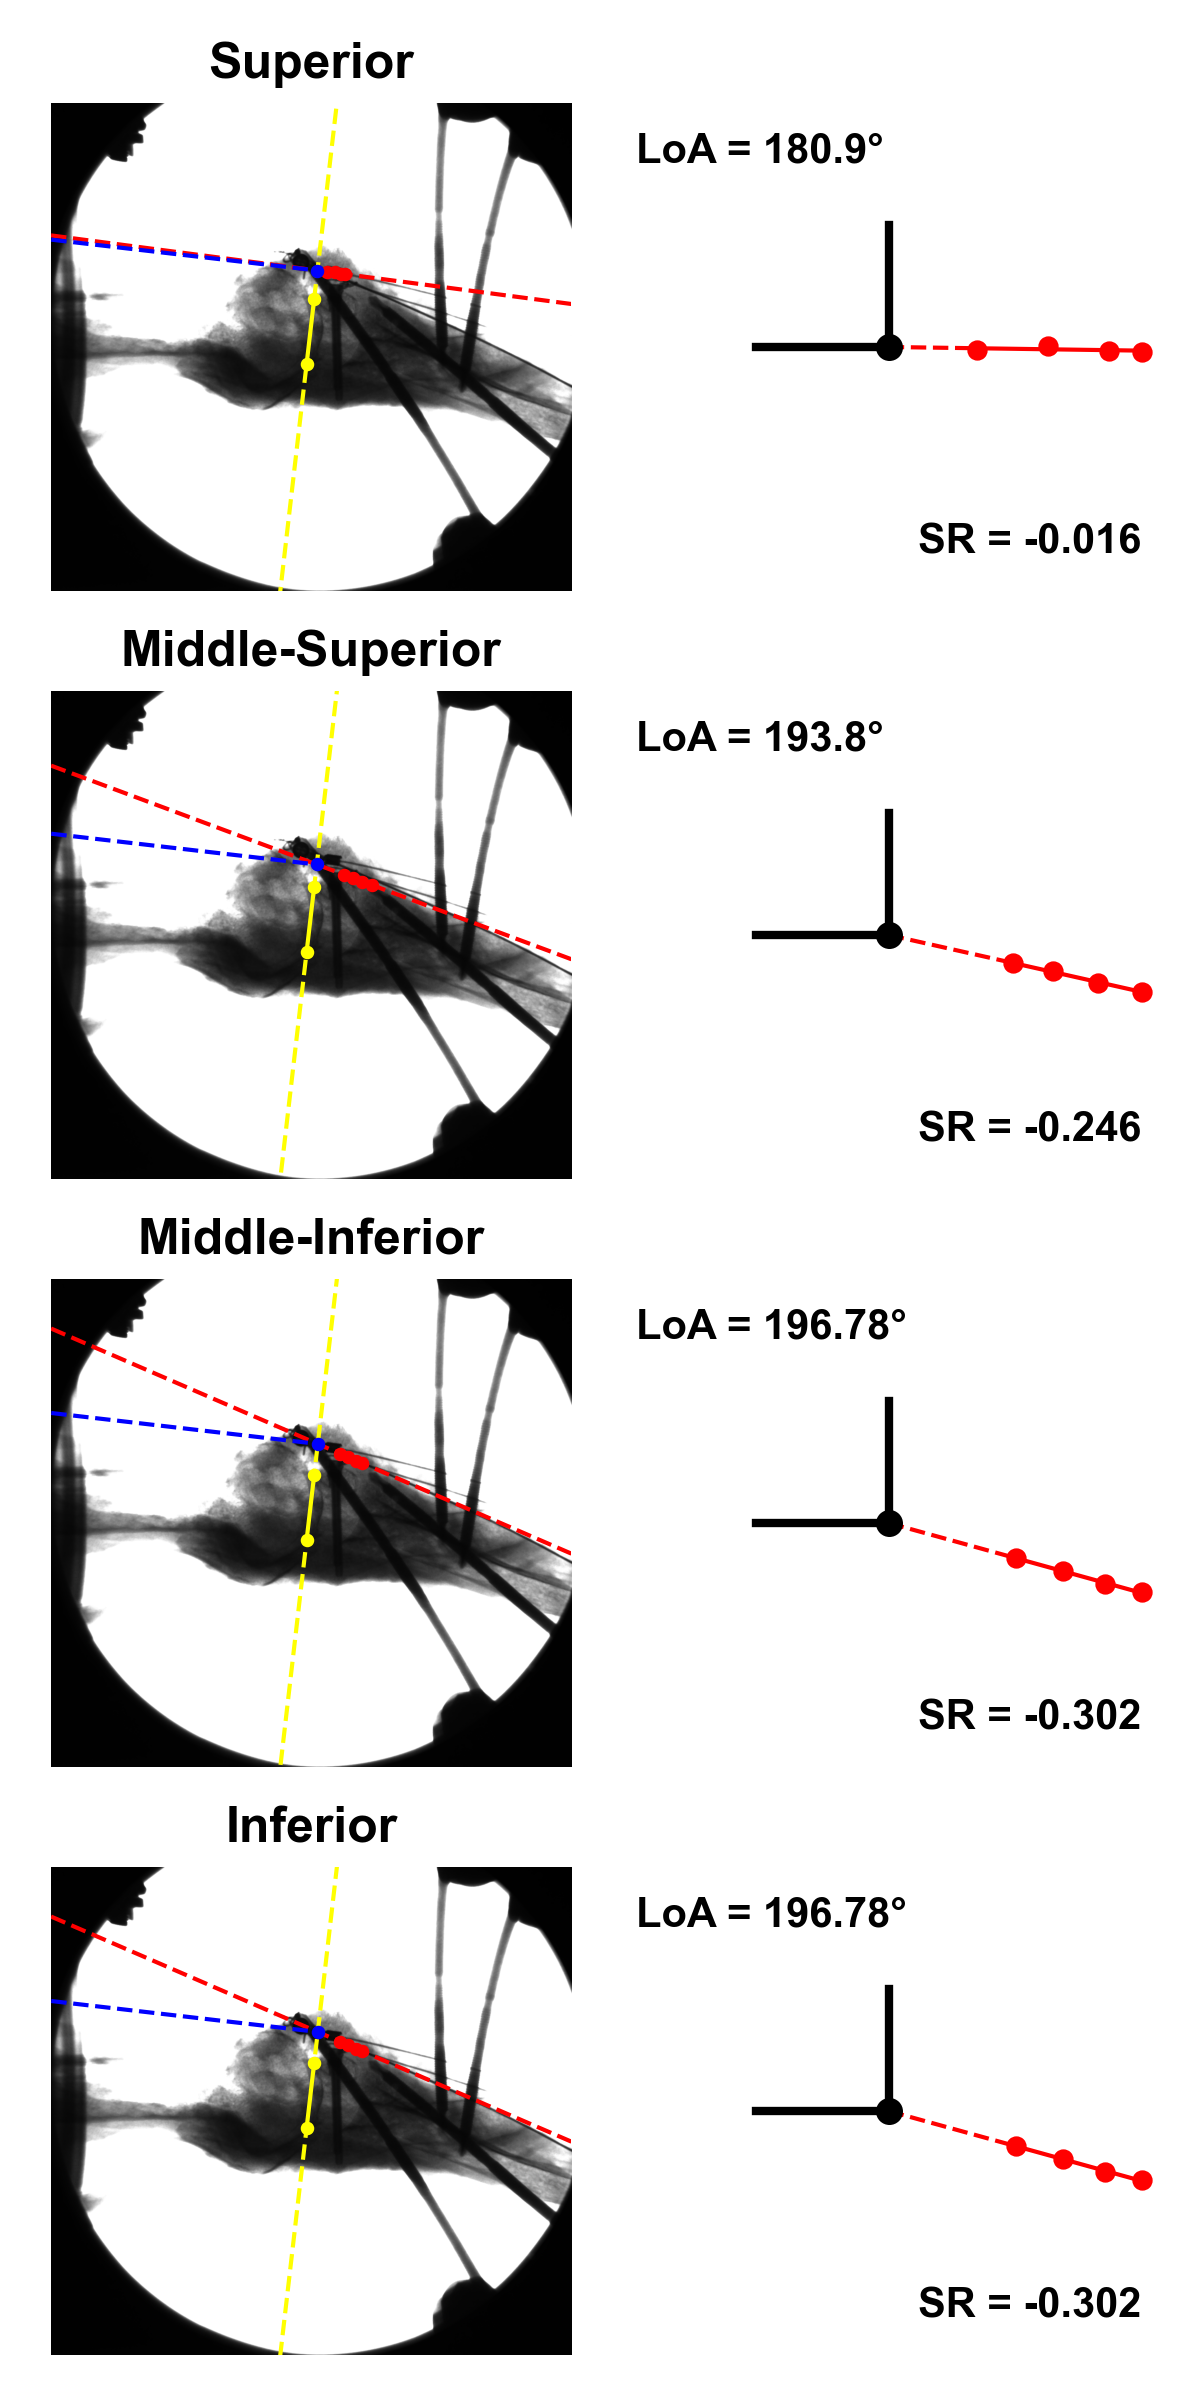 Superior
LoA = 180.9°
SR = -0.016
Middle-Superior
LoA = 193.8°
SR = -0.246
Middle-Inferior
LoA = 196.78°
SR = -0.302
Inferior
LoA = 196.78°
SR = -0.302